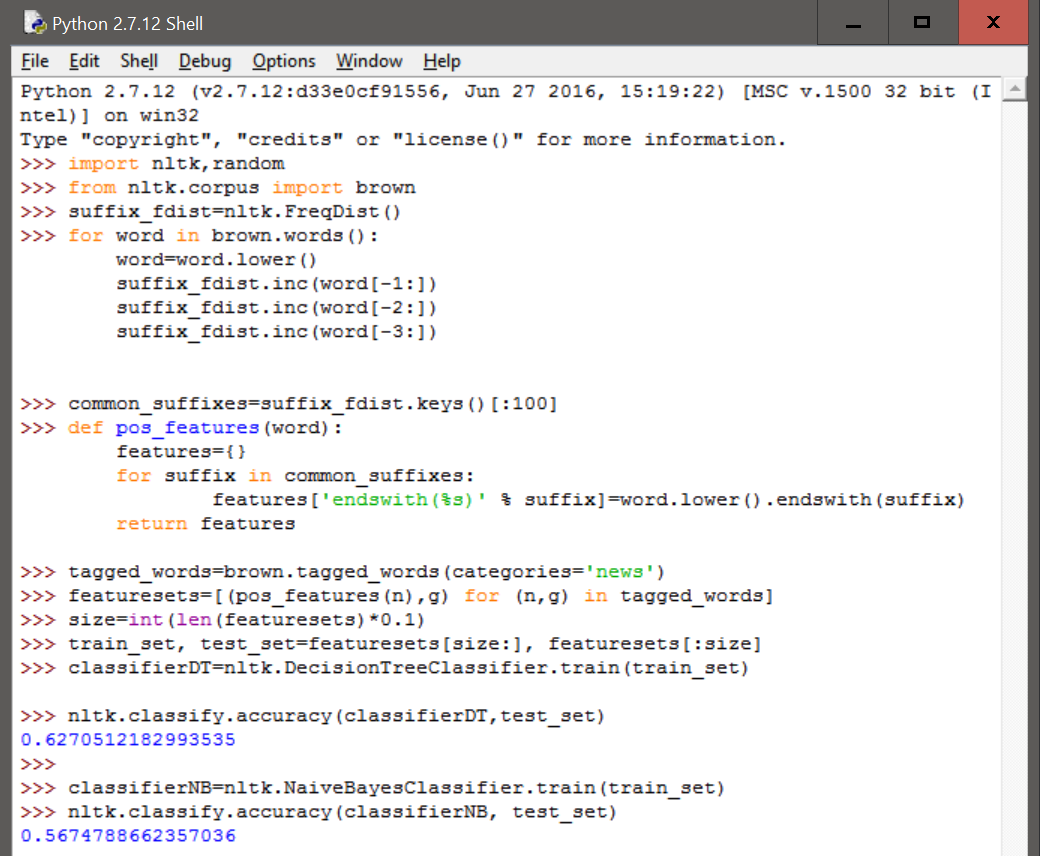 Python 2.7.12 Shell
File Edit Shell Debug Options Window Help
Python 2.7.12 (v2.7.12:d33e0cf91556, Jun 27 2016, 15:19:22) [MSC v.1500 32 bit (I
ntel)] on win32
Type "copyright", "credits" or "license()" for more information.
>>> import nltk,random
>>> from nltk.corpus import brown
>>> suffix_fdist=nltk.FreqDist()
>>> for word in brown.words():
        word=word.lower()
        suffix_fdist.inc(word[-1:])
        suffix_fdist.inc(word[-2:])
        suffix_fdist.inc(word[-3:])
>>> common_suffixes=suffix_fdist.keys()[:100]
>>> def pos_features(word):
        features={}
        for suffix in common_suffixes:
                features['endswith(%s)' % suffix]=word.lower().endswith(suffix)
        return features
>>> tagged_words=brown.tagged_words(categories='news')
>>> featuresets=[(pos_features(n),g) for (n,g) in tagged_words]
>>> size=int(len(featuresets)*0.1)
>>> train_set, test_set=featuresets[size:], featuresets[:size]
>>> classifierDT=nltk.DecisionTreeClassifier.train(train_set)
>>> nltk.classify.accuracy(classifierDT,test_set)
0.6270512182993535
>>>
>>> classifierNB=nltk.NaiveBayesClassifier.train(train_set)
>>> nltk.classify.accuracy(classifierNB, test_set)
0.5674788662357036